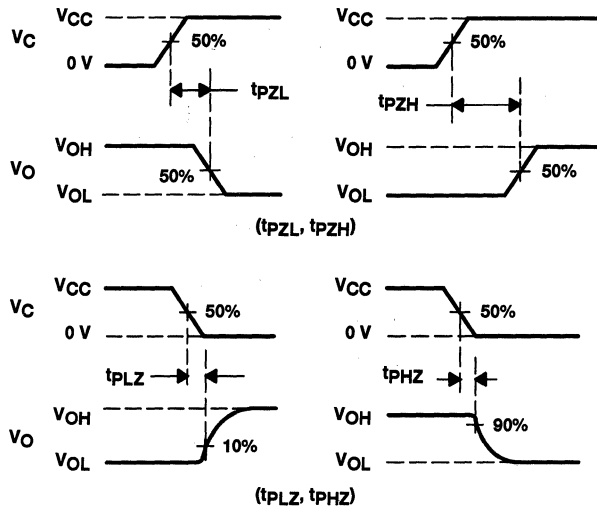 VCC
VCC
VC
50%
50%
0 V
0 V
tPZL
tPZH
VOH
VOH
VO
50%
50%
VOL
VOL
(tPZL, tPZH)
VCC
VCC
VC
50%
50%
0 V
0 V
tPLZ
tPHZ
VOH
VOH
VO
10%
90%
VOL
VOL
(tPLZ, tPHZ)